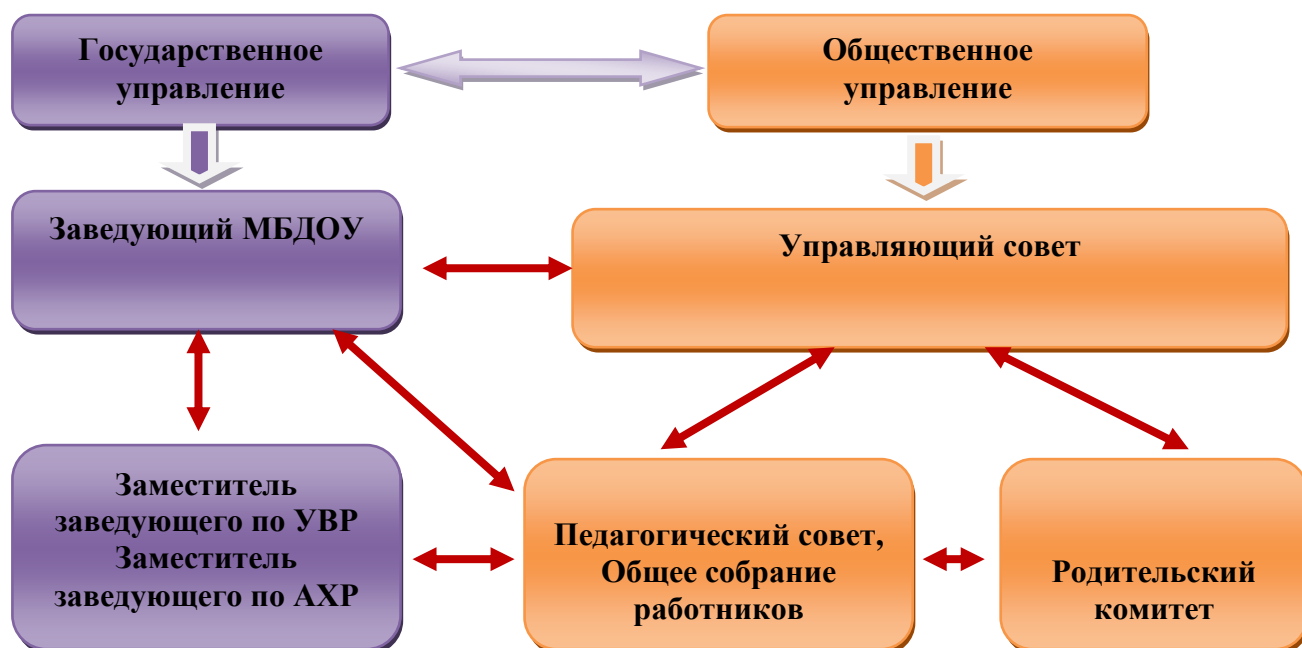 Государственное
управление
Общественное
управление
Заведующий МБДОУ
Управляющий совет
Заместитель
заведующего по УВР
Заместитель
заведующего по АХР
Педагогический совет,
Общее собрание
работников
Родительский
комитет